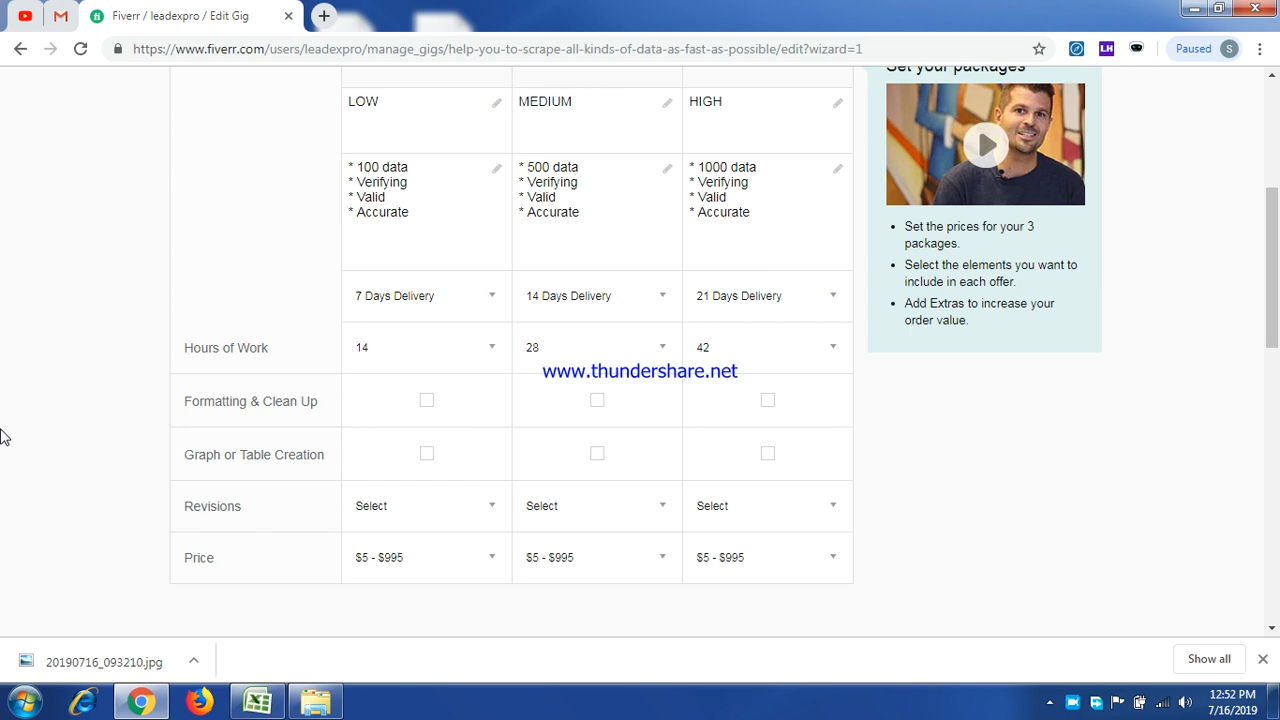 Fiverr / leadexpro / Edit Gig
https://www.fiverr.com/users/leadexpro/manage_gigs/help-you-to-scrape-all-kinds-of-data-as-fast-as-possible/edit?wizard=1
LH
Paused
S
Set your packages
LOW
MEDIUM
HIGH
* 100 data
* Verifying
* Valid
* Accurate
* 500 data
* Verifying
* Valid
* Accurate
* 1000 data
* Verifying
* Valid
* Accurate
• Set the prices for your 3
packages.
• Select the elements you want to
include in each offer.
• Add Extras to increase your
order value.
7 Days Delivery
14 Days Delivery
21 Days Delivery
Hours of Work
14
28
42
www.thundershare.net
Formatting & Clean Up
Graph or Table Creation
Revisions
Select
Select
Select
Price
$5 - $995
$5 - $995
$5 - $995
20190716_093210.jpg
Show all
12:52 PM
7/16/2019